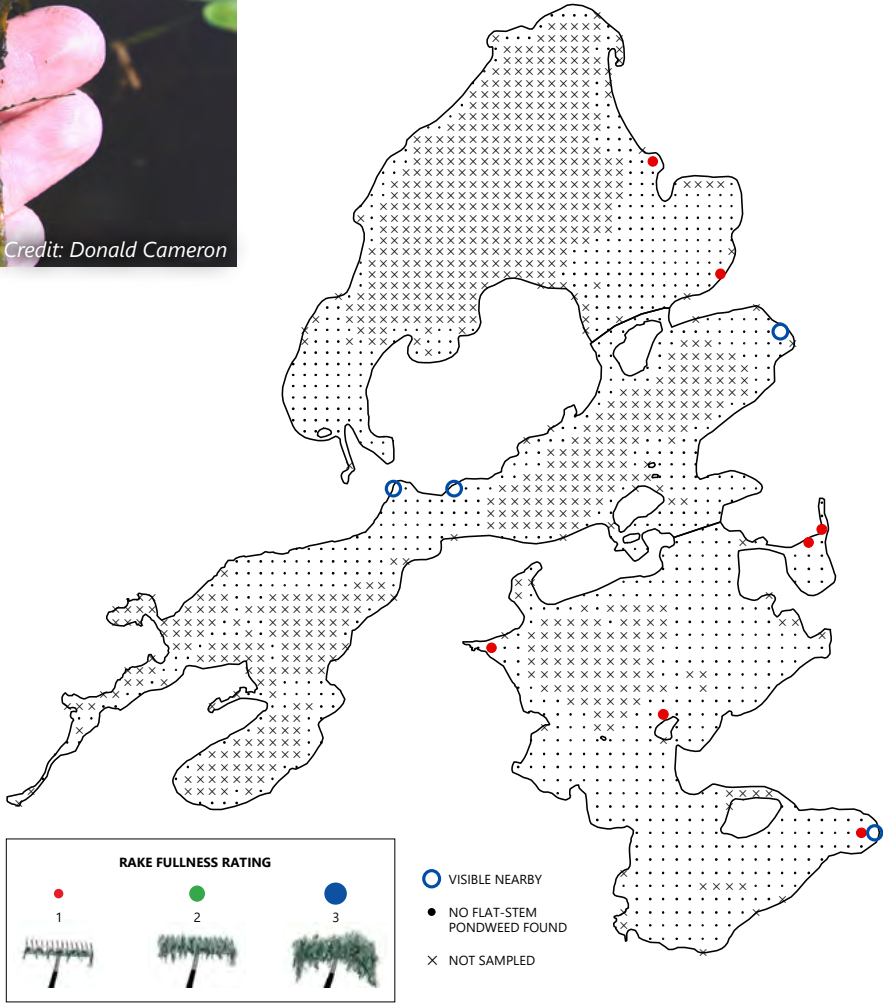 Credit: Donald Cameron
RAKE FULLNESS RATING
1
2
3
VISIBLE NEARBY
NO FLAT-STEM
PONDWEED FOUND
NOT SAMPLED